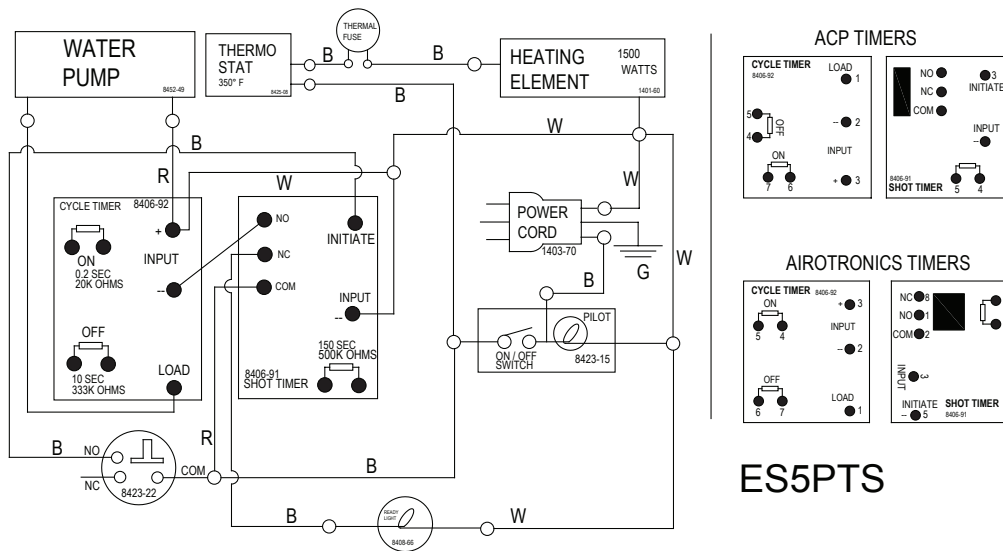 WATER
PUMP
8452-49
THERMO
STAT
350° F
8425-08
THERMAL
FUSE
B
B
B
HEATING
ELEMENT
1500
WATTS
1401-60
W
B
R
W
W
W
CYCLE TIMER
8406-92
+
INPUT
--
ON
0.2 SEC
20K OHMS
OFF
10 SEC
333K OHMS
LOAD
NO
NC
COM
INITIATE
INPUT
--
150 SEC
500K OHMS
8406-91
SHOT TIMER
POWER
CORD
1403-70
G
B
PILOT
ON / OFF
SWITCH
8423-15
B
NO
NC
COM
8423-22
R
B
B
READY
LIGHT
8408-66
W
ACP TIMERS
CYCLE TIMER
8406-92
LOAD
1
5
4
OFF
-- 2
INPUT
ON
7 6
+ 3
NO
NC
COM
3
INITIATE
INPUT
--
8406-91
SHOT TIMER
5 4
AIROTRONICS TIMERS
CYCLE TIMER 8406-92
ON
5 4
+ 3
INPUT
-- 2
OFF
6 7
LOAD
1
NC 8
NO 1
COM 2
INPUT
3
INITIATE
-- 5
SHOT TIMER
8406-91
ES5PTS